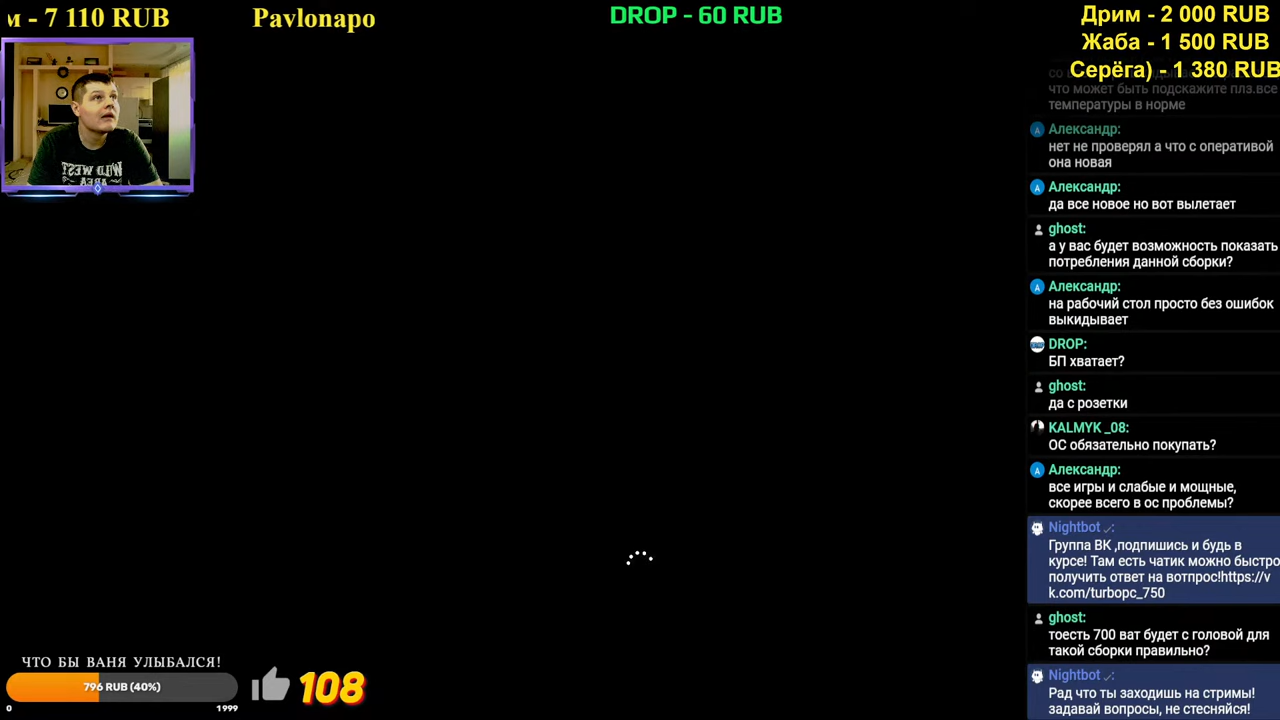 м - 7 110 RUB
Pavlonapo
DROP - 60 RUB
Дрим - 2 000 RUB
Жаба - 1 500 RUB
Серёга) - 1 380 RUB
что может быть подскажите плз.все
температуры в норме
Александр:
нет не проверял а что с оперативой
она новая
Александр:
да все новое но вот вылетает
ghost:
а у вас будет возможность показать
потребления данной сборки?
Александр:
на рабочий стол просто без ошибок
выкидывает
DROP:
БП хватает?
ghost:
да с розетки
KALMYK _08:
ОС обязательно покупать?
Александр:
все игры и слабые и мощные,
скорее всего в ос проблемы?
Nightbot :
Группа ВК ,подпишись и будь в
курсе! Там есть чатик можно быстро
получить ответ на вотпрос!https://v
k.com/turbopc_750
ghost:
тоесть 700 ват будет с головой для
такой сборки правильно?
Nightbot :
Рад что ты заходишь на стримы!
задавай вопросы, не стесняйся!
WILD WEST
AREA
ЧТО БЫ ВАНЯ УЛЫБАЛСЯ!
796 RUB (40%)
0
1999
108